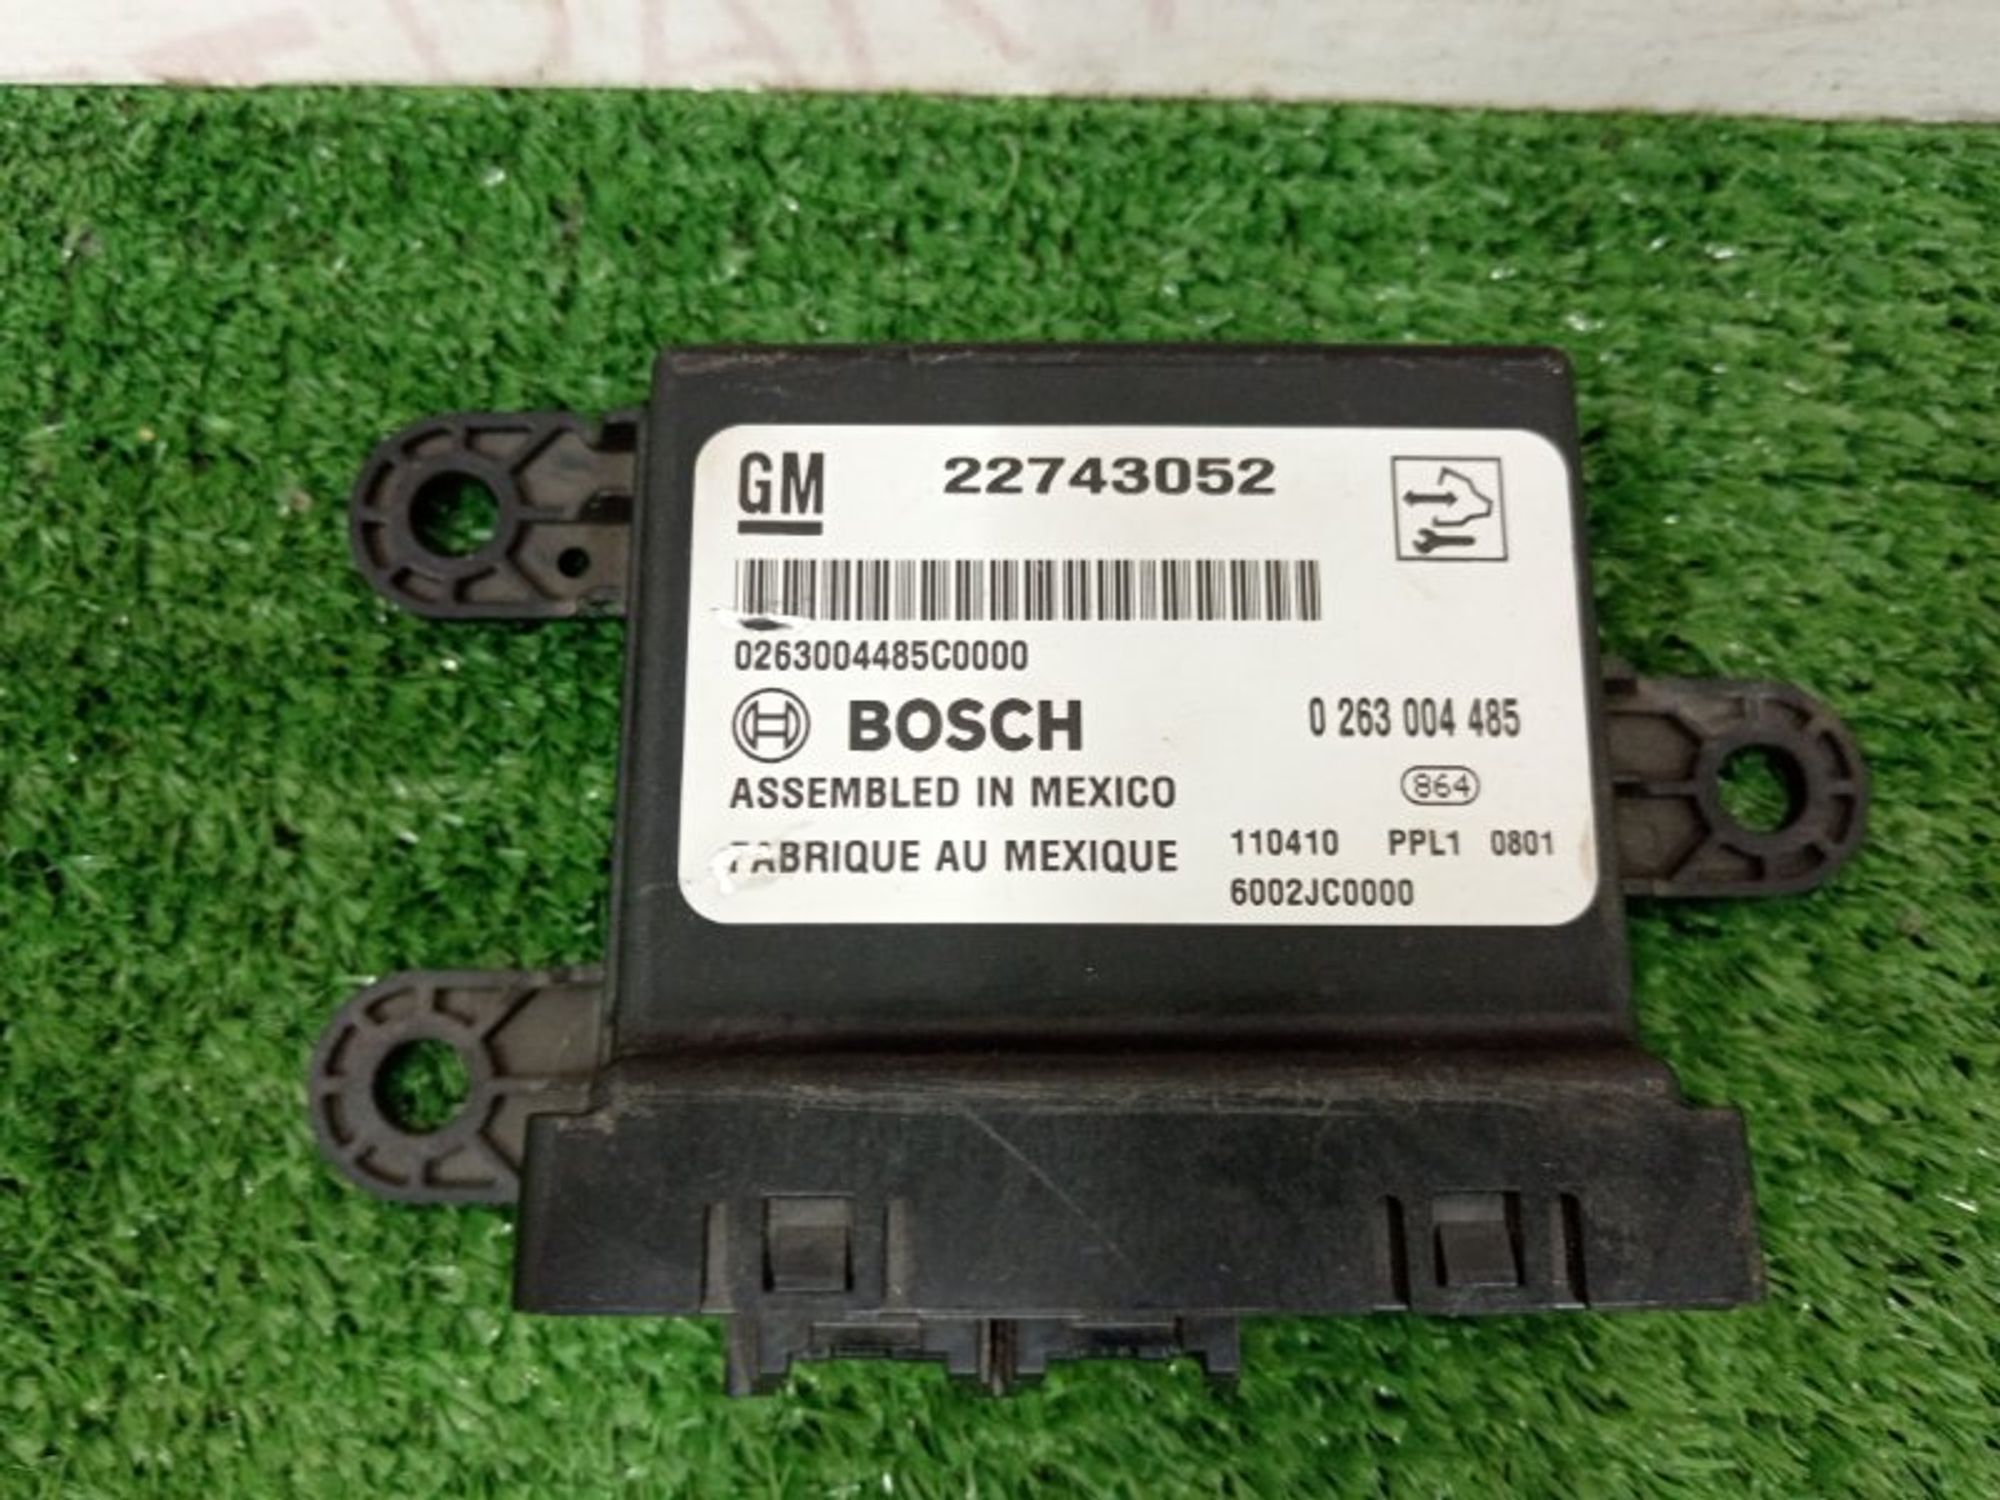 GM 22743052
0263004485C0000
BOSCH 0 263 004 485
ASSEMBLED IN MEXICO 864
FABRIQUE AU MEXIQUE 110410 PPL1 0801
6002JC0000